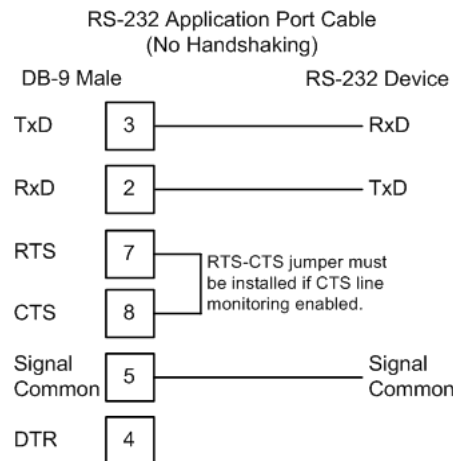 RS-232 Application Port Cable
(No Handshaking)
DB-9 Male RS-232 Device
TxD 3 RxD
RxD 2 TxD
RTS 7
RTS-CTS jumper must
be installed if CTS line
monitoring enabled.
CTS 8
Signal
Common 5 Signal
Common
DTR 4